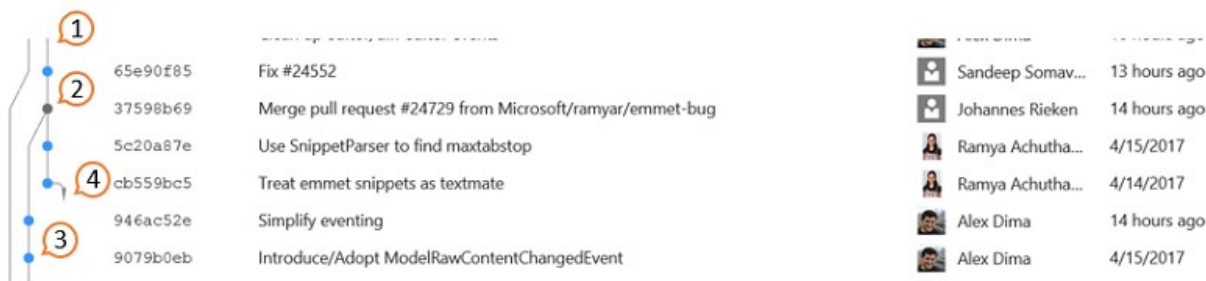 1
65e90f85 Fix #24552 Sandeep Somav... 13 hours ago
2
37598b69 Merge pull request #24729 from Microsoft/ramyar/emmet-bug Johannes Rieken 14 hours ago
5c20a87e Use SnippetParser to find maxtabstop Ramya Achutha... 4/15/2017
4 cb559bc5 Treat emmet snippets as textmate Ramya Achutha... 4/14/2017
946ac52e Simplify eventing Alex Dima 14 hours ago
3
9079b0eb Introduce/Adopt ModelRawContentChangedEvent Alex Dima 4/15/2017